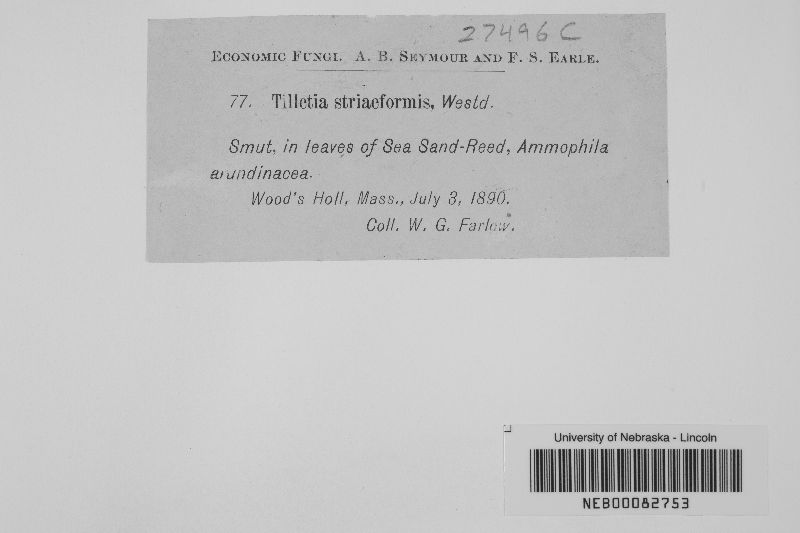 27496 C
Economic Fungi. A. B. Seymour and F. S. Earle.
77. Tilletia striaeformis, Westd.
Smut, in leaves of Sea Sand-Reed, Ammophila
arundinacea.
Wood's Holl, Mass., July 3, 1890.
Coll. W. G. Farlow.
University of Nebraska - Lincoln
NEB00082753